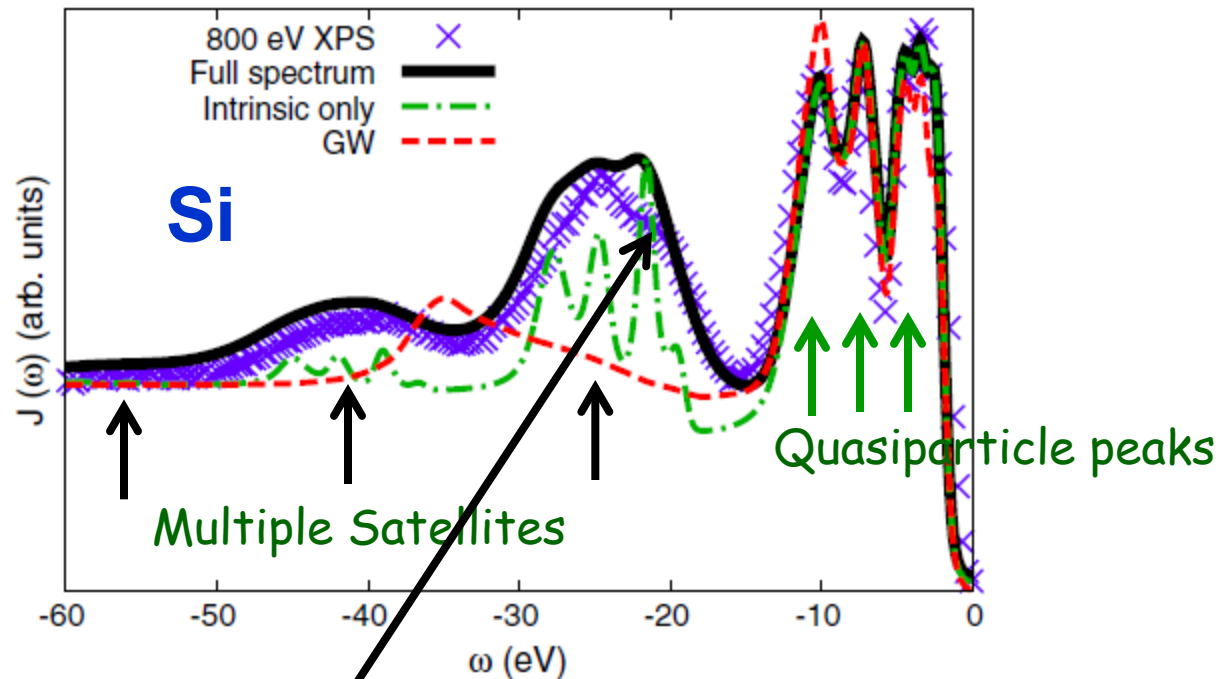 800 eV XPS
Full spectrum
Intrinsic only
GW
Si
J (ω) (arb. units)
Quasiparticle peaks
Multiple Satellites
-60 -50 -40 -30 -20 -10 0
ω (eV)